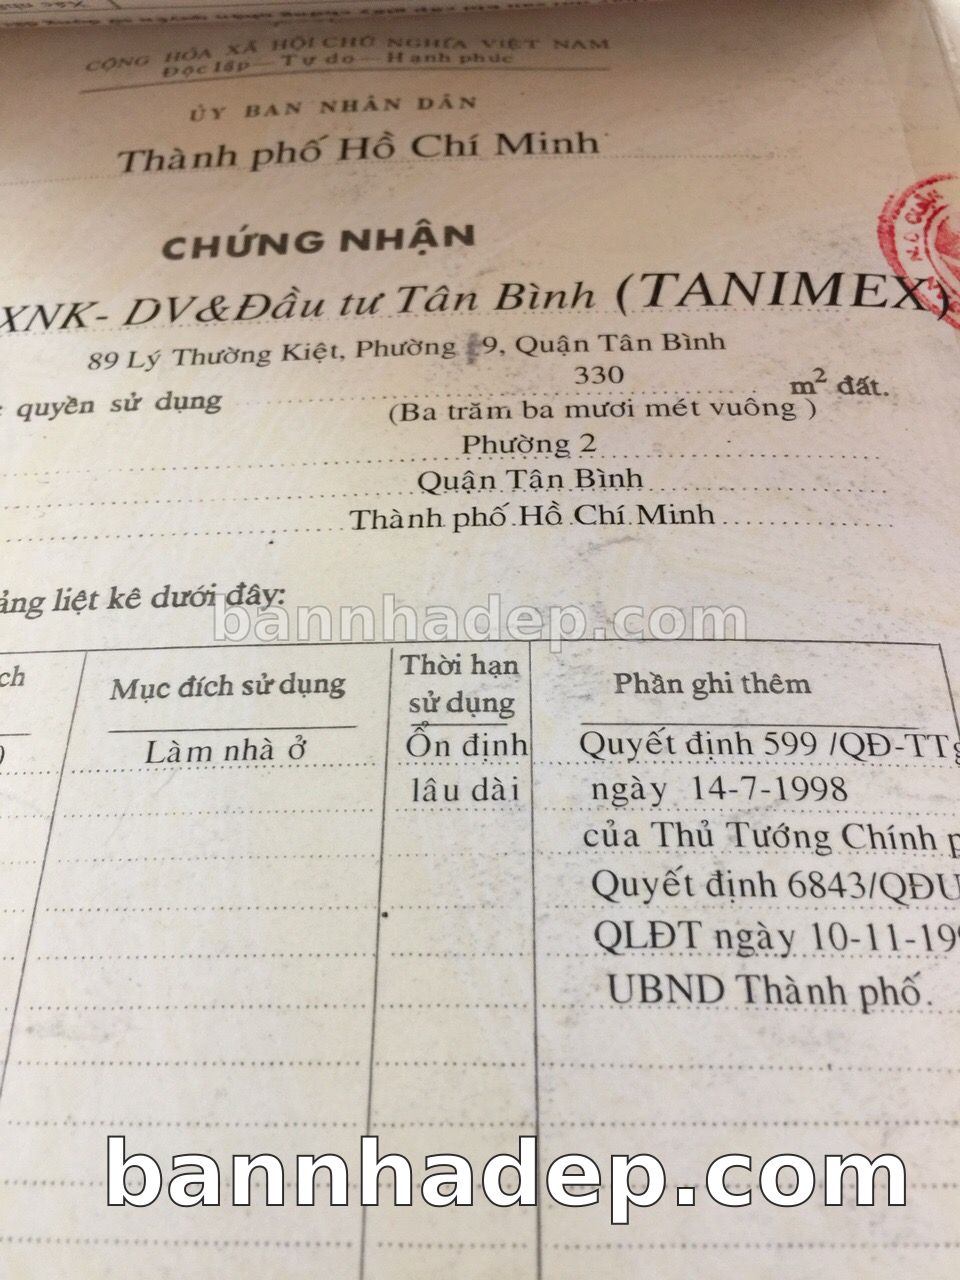 CỘNG HÒA XÃ HỘI CHỦ NGHĨA VIỆT NAM
Độc lập - Tự do - Hạnh phúc
ỦY BAN NHÂN DÂN
Thành phố Hồ Chí Minh
CHỨNG NHẬN
XNK- DV&Đầu tư Tân Bình (TANIMEX)
89 Lý Thường Kiệt, Phường 9, Quận Tân Bình
quyền sử dụng 330 m² đất.
(Ba trăm ba mươi mét vuông )
Phường 2
Quận Tân Bình
Thành phố Hồ Chí Minh
ảng liệt kê dưới đây:
bannhadep.com
ch Mục đích sử dụng Thời hạn sử dụng Phần ghi thêm
Làm nhà ở Ổn định Quyết định 599 /QĐ-TTg
lâu dài ngày 14-7-1998
của Thủ Tướng Chính p
Quyết định 6843/QĐU
QLĐT ngày 10-11-199
UBND Thành phố.
bannhadep.com